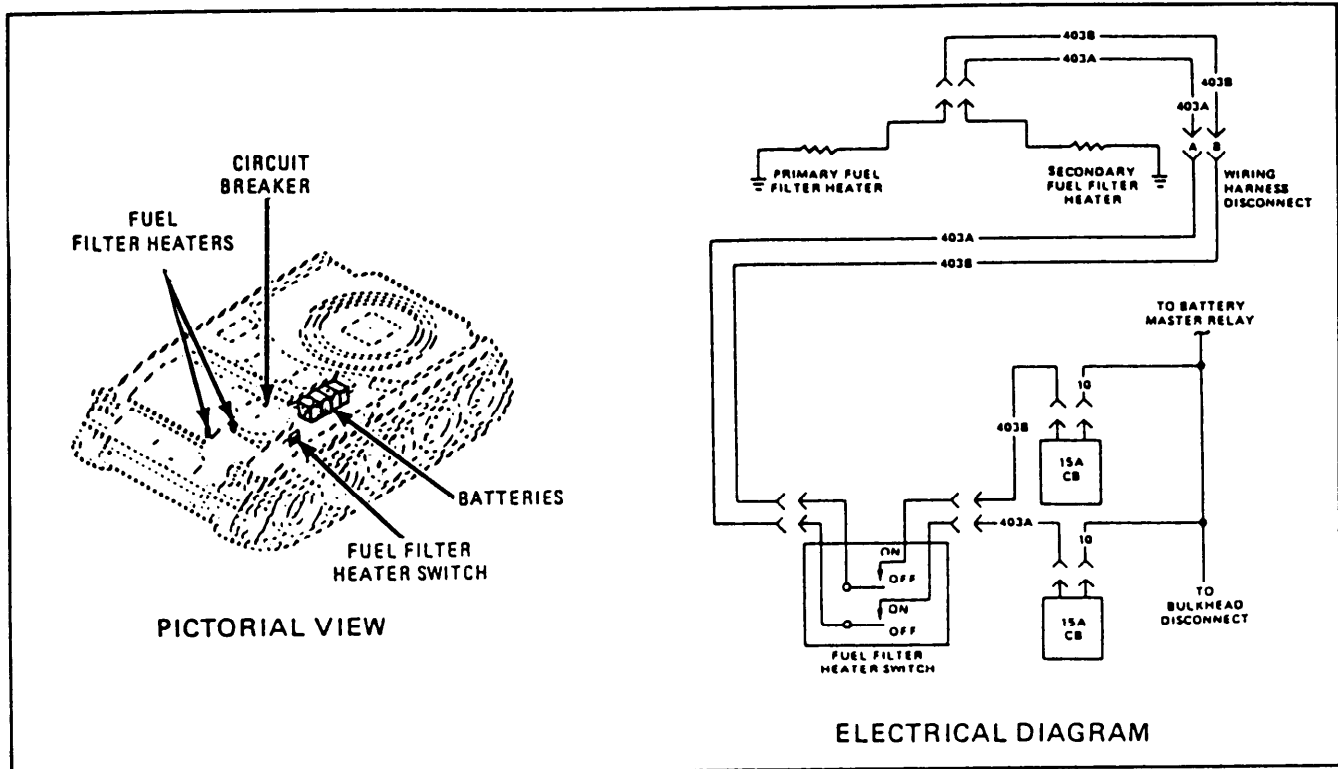 CIRCUIT
BREAKER
FUEL
FILTER HEATERS
BATTERIES
FUEL FILTER
HEATER SWITCH
PICTORIAL VIEW
403B
403A
403B
403A
A B
PRIMARY FUEL
FILTER HEATER
SECONDARY
FUEL FILTER
HEATER
WIRING
HARNESS
DISCONNECT
403A
403B
TO BATTERY
MASTER RELAY
10
403B
15A
CB
403A
10
15A
CB
TO
BULKHEAD
DISCONNECT
ON
OFF
ON
OFF
FUEL FILTER
HEATER SWITCH
ELECTRICAL DIAGRAM